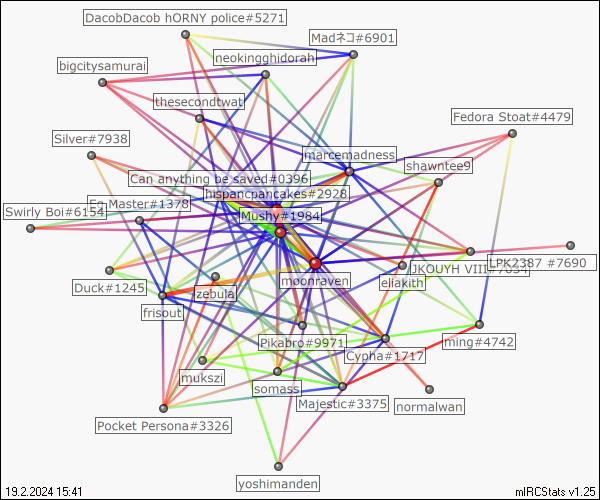 DacobDacob hORNY police#5271
Madネコ#6901
neokingghidorah
bigcitysamurai
thesecondtwat
Fedora Stoat#4479
Silver#7938
marcemadness
shawntee9
Can anything be saved#0396
hispancpancakes#2928
Master#1378
Swirly Boi#6154
Mushy#1984
LPK2387 #7690
JKOUYH VIII#7034
moonraven
ellakith
Duck#1245
zebula
frisout
Pikabro#9971
ming#4742
Cypha#1717
mukszi
somass
Majestic#3375
normalwan
Pocket Persona#3326
yoshimanden
19.2.2024 15:41
mIRCStats v1.25